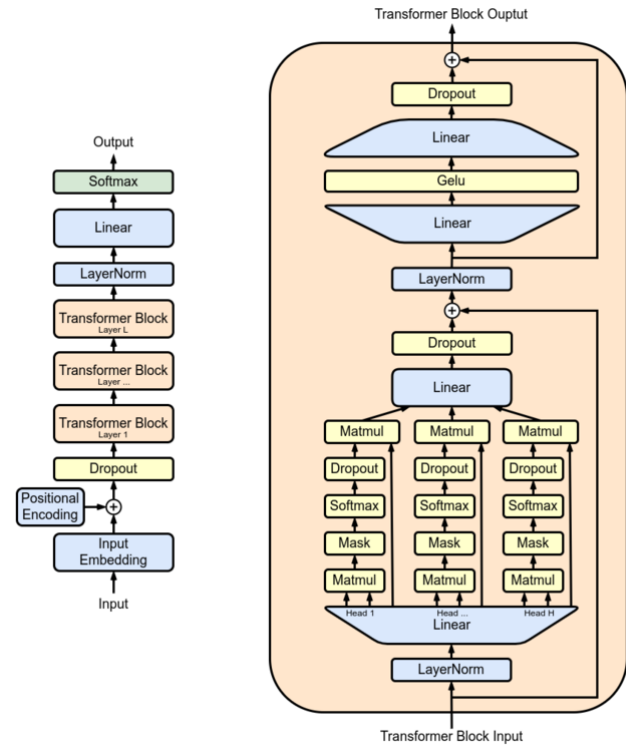 Output
Softmax
Linear
LayerNorm
Transformer Block
Layer L
Transformer Block
Layer ...
Transformer Block
Layer 1
Dropout
Positional
Encoding
Input
Embedding
Input
Transformer Block Ouptut
Dropout
Linear
Gelu
Linear
LayerNorm
Dropout
Linear
Matmul Matmul Matmul
Dropout Dropout Dropout
Softmax Softmax Softmax
Mask Mask Mask
Matmul Matmul Matmul
Head 1 Head ... Head H
Linear
LayerNorm
Transformer Block Input